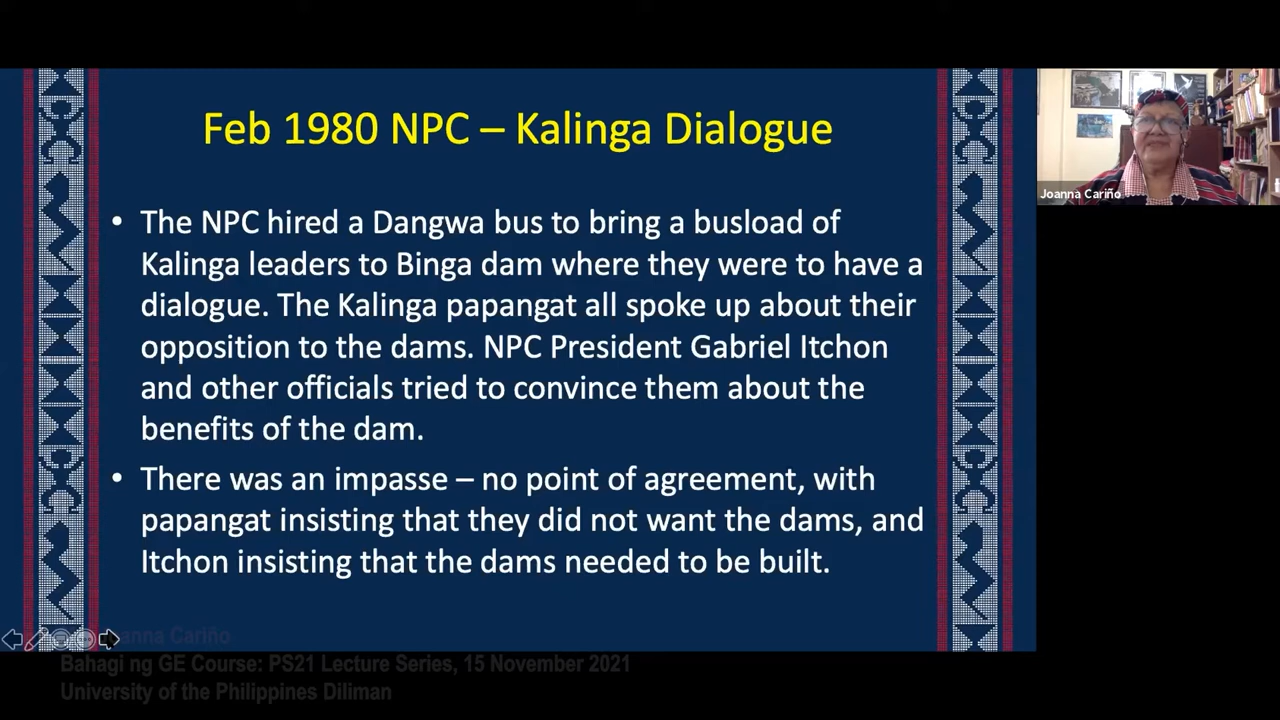 Feb 1980 NPC – Kalinga Dialogue
• The NPC hired a Dangwa bus to bring a busload of
Kalinga leaders to Binga dam where they were to have a
dialogue. The Kalinga papangat all spoke up about their
opposition to the dams. NPC President Gabriel Itchon
and other officials tried to convince them about the
benefits of the dam.
• There was an impasse – no point of agreement, with
papangat insisting that they did not want the dams, and
Itchon insisting that the dams needed to be built.
Joanna Cariño
Joanna Cariño
Bahagi ng GE Course: PS21 Lecture Series, 15 November 2021
University of the Philippines Diliman